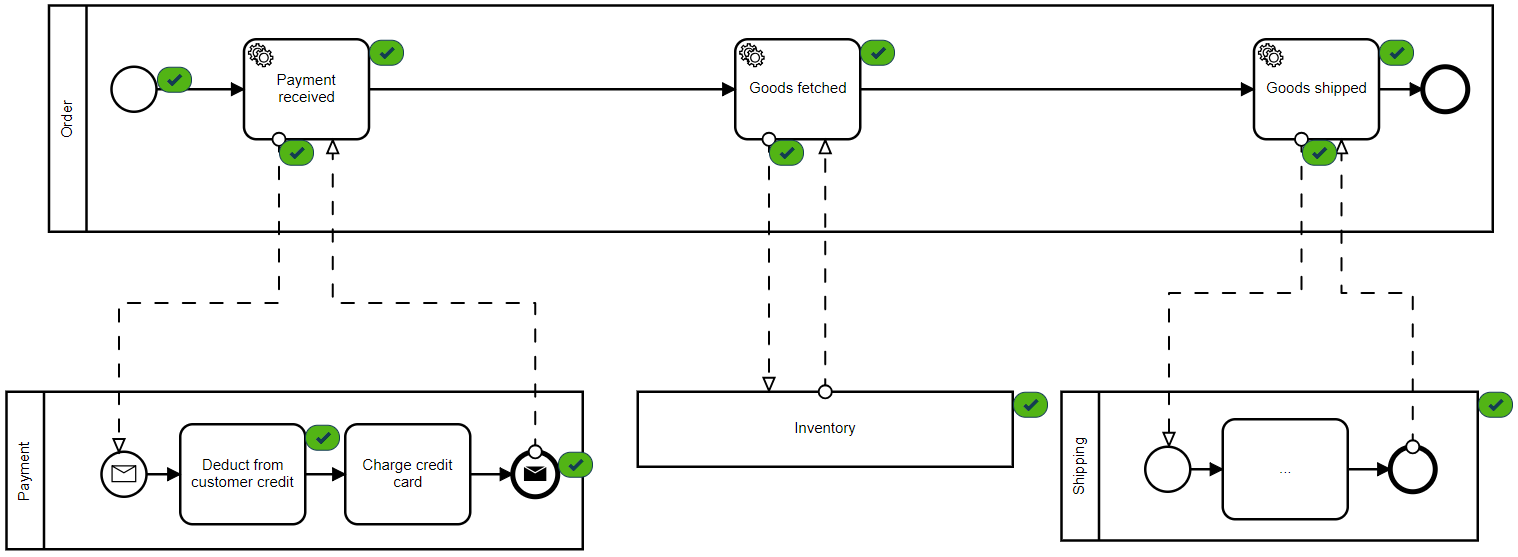 Order
Payment
received
Goods fetched
Goods shipped
Payment
Deduct from
customer credit
Charge credit
card
Inventory
Shipping
...